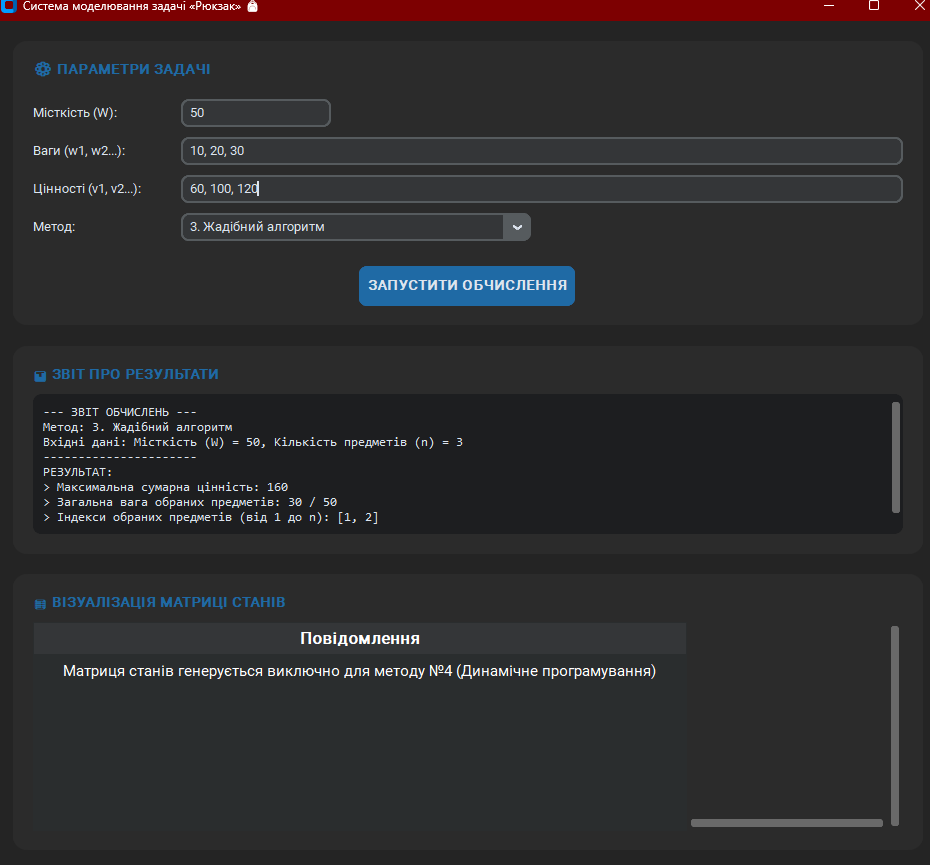 Система моделювання задачі «Рюкзак»
ПАРАМЕТРИ ЗАДАЧІ
Місткість (W): 50
Ваги (w1, w2...): 10, 20, 30
Цінності (v1, v2...): 60, 100, 120
Метод: 3. Жадібний алгоритм
ЗАПУСТИТИ ОБЧИСЛЕННЯ
ЗВІТ ПРО РЕЗУЛЬТАТИ
--- ЗВІТ ОБЧИСЛЕНЬ ---
Метод: 3. Жадібний алгоритм
Вхідні дані: Місткість (W) = 50, Кількість предметів (n) = 3
----------------------
РЕЗУЛЬТАТ:
> Максимальна сумарна цінність: 160
> Загальна вага обраних предметів: 30 / 50
> Індекси обраних предметів (від 1 до n): [1, 2]
ВІЗУАЛІЗАЦІЯ МАТРИЦІ СТАНІВ
Повідомлення
Матриця станів генерується виключно для методу №4 (Динамічне програмування)